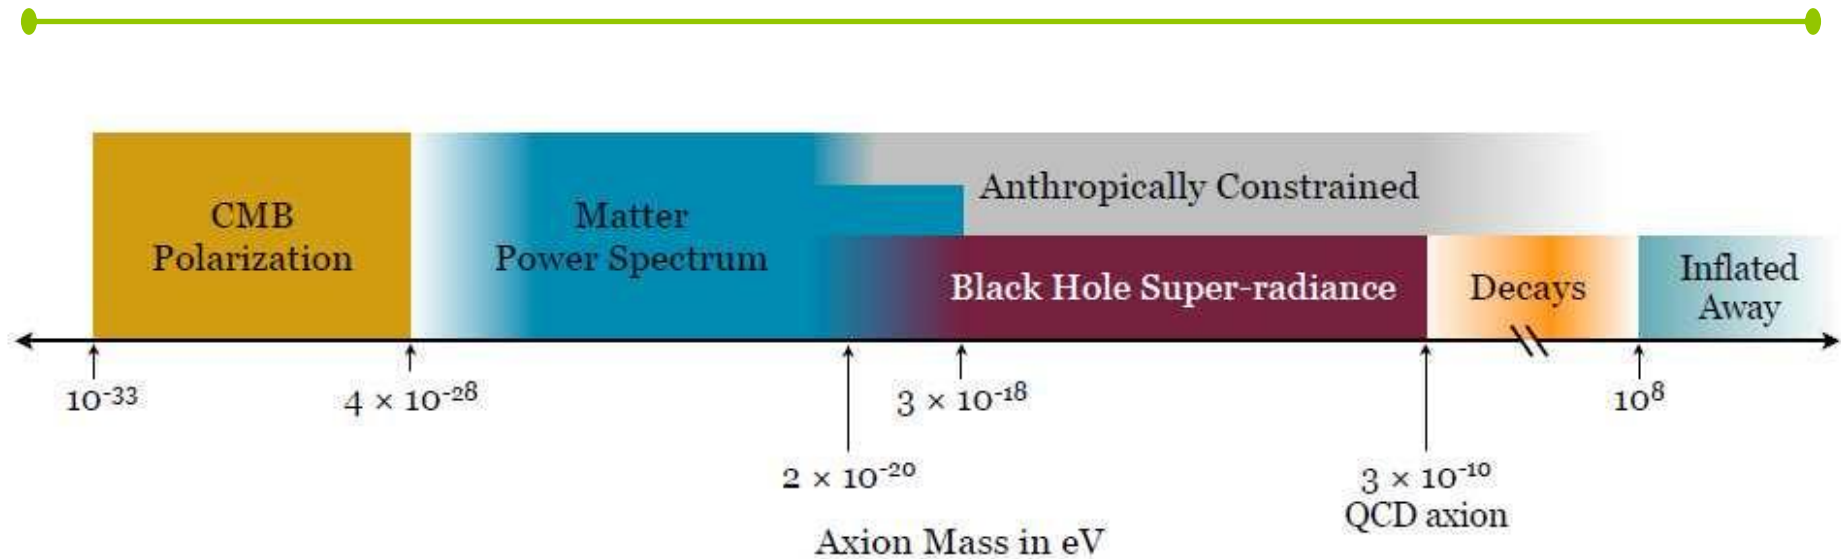 CMB
Polarization
Matter
Power Spectrum
Anthropically Constrained
Black Hole Super-radiance
Decays
Inflated
Away
10⁻³³
4 × 10⁻²⁸
3 × 10⁻¹⁸
10⁸
2 × 10⁻²⁰
3 × 10⁻¹⁰
QCD axion
Axion Mass in eV